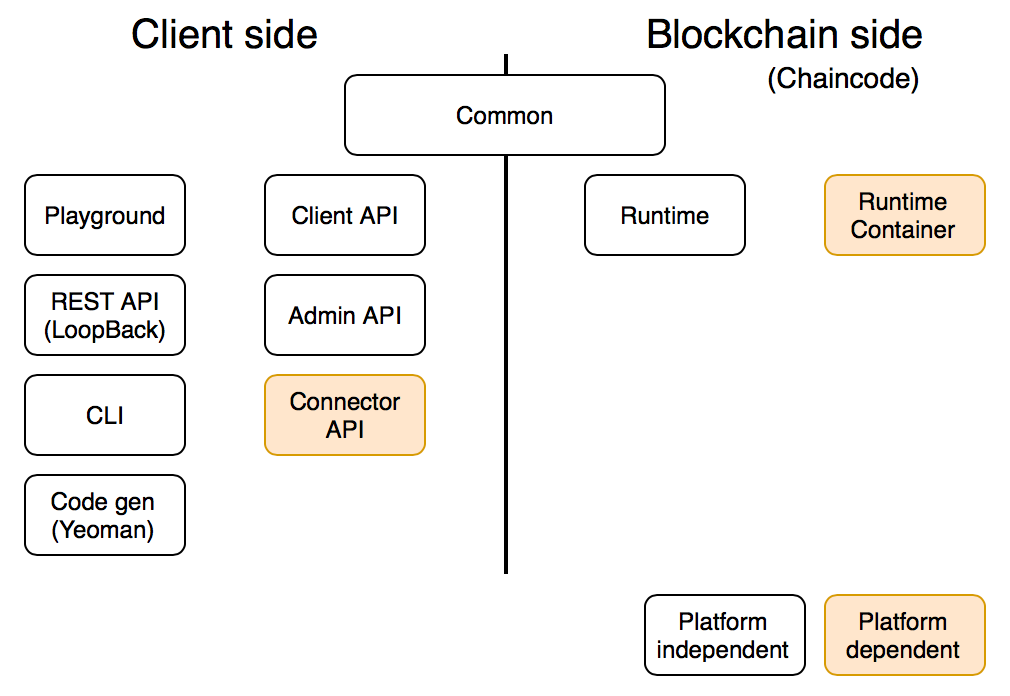 Client side
Blockchain side
(Chaincode)
Common
Playground
Client API
Runtime
Runtime
Container
REST API
(LoopBack)
Admin API
CLI
Connector
API
Code gen
(Yeoman)
Platform
independent
Platform
dependent